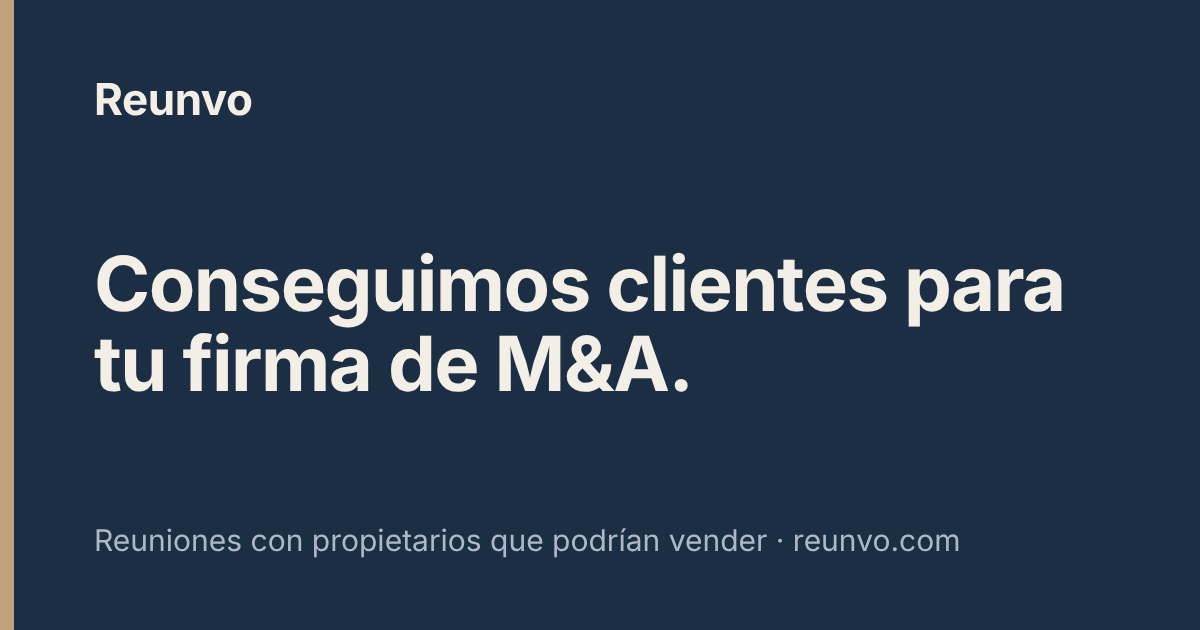 Reunvo
Conseguimos clientes para
tu firma de M&A.
Reuniones con propietarios que podrían vender · reunvo.com